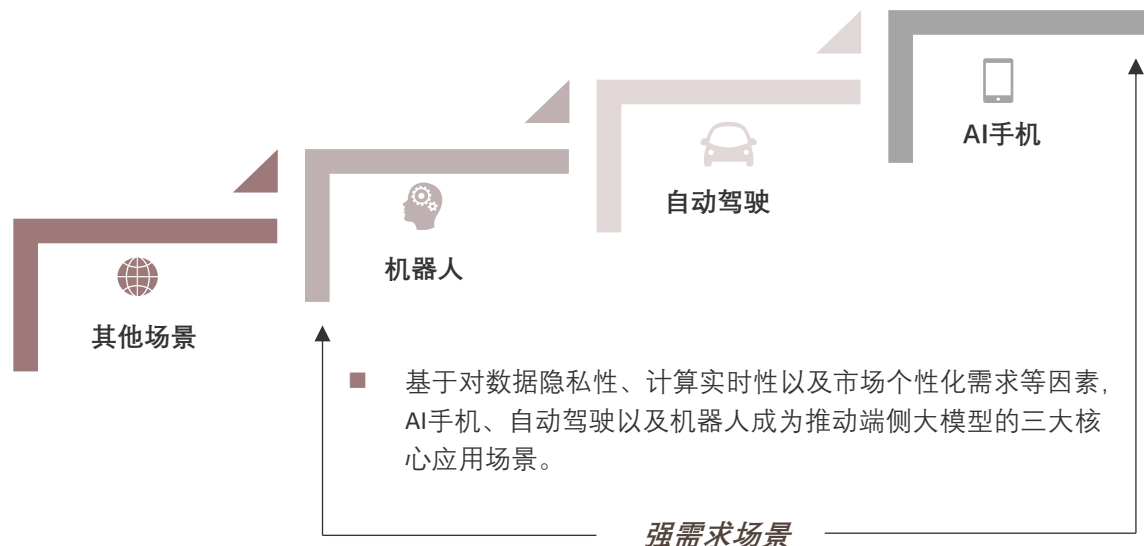 AI手机
自动驾驶
机器人
其他场景
基于对数据隐私性、计算实时性以及市场个性化需求等因素,
AI手机、自动驾驶以及机器人成为推动端侧大模型的三大核
心应用场景。
强需求场景